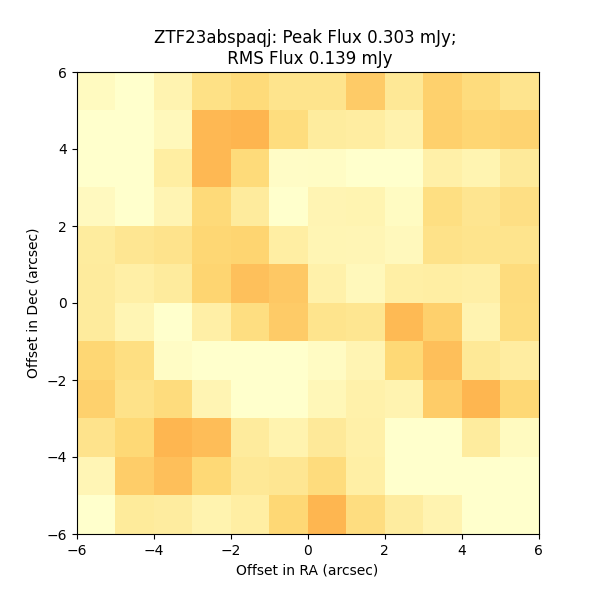 ZTF23abspaqj: Peak Flux 0.303 mJy;
RMS Flux 0.139 mJy
6
4
2
0
−2
−4
−6
Offset in Dec (arcsec)
−6 −4 −2 0 2 4 6
Offset in RA (arcsec)